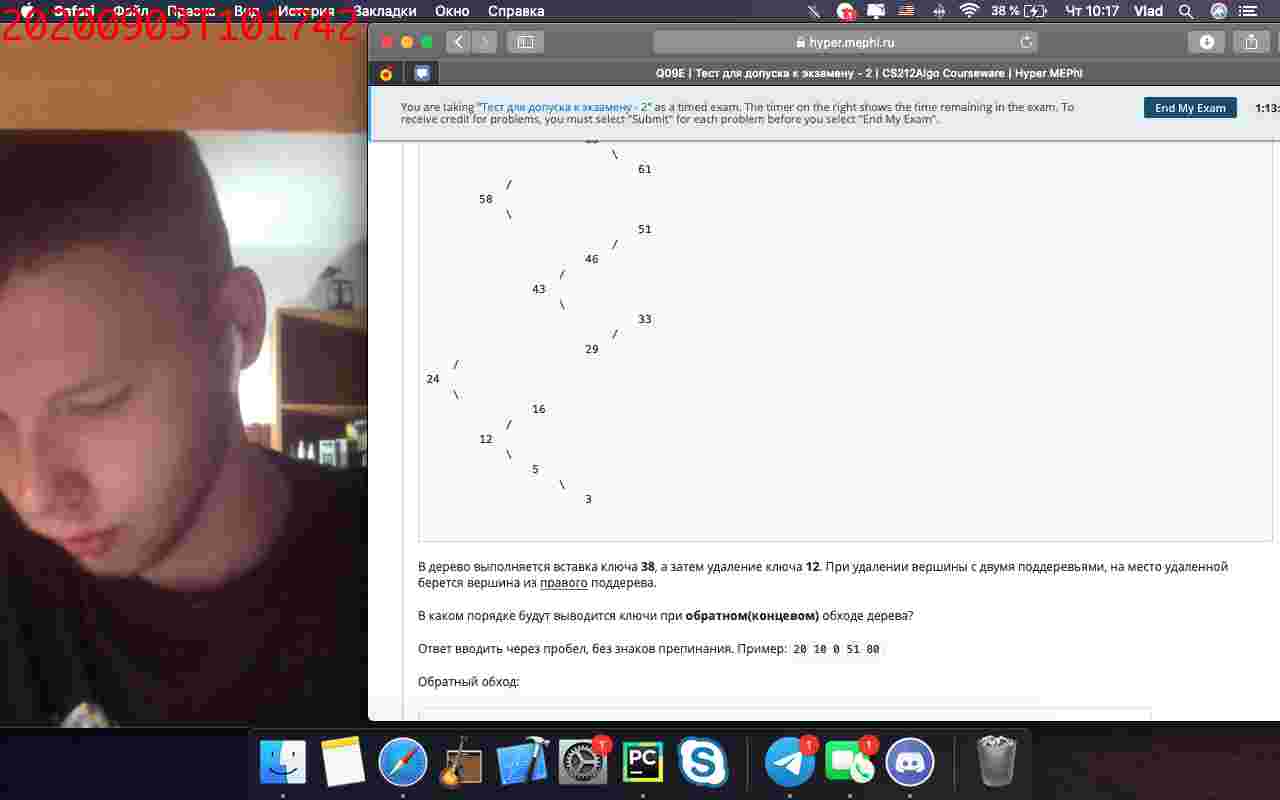 Safari Файл Правка Вид История Закладки Окно Справка 38 % Чт 10:17 Vlad
20200903T101742
hyper.mephi.ru
Q09E | Тест для допуска к экзамену - 2 | CS212Algo Courseware | Hyper.MEPhI
You are taking "Тест для допуска к экзамену - 2" as a timed exam. The timer on the right shows the time remaining in the exam. To
receive credit for problems, you must select "Submit" for each problem before you select "End My Exam".
End My Exam
1:13:
\
61
/
58
\
51
/
46
/
43
\
33
/
29
/
24
\
16
/
12
\
5
\
3
В дерево выполняется вставка ключа 38, а затем удаление ключа 12. При удалении вершины с двумя поддеревьями, на место удаленной
берется вершина из правого поддерева.
В каком порядке будут выводится ключи при обратном(концевом) обходе дерева?
Ответ вводить через пробел, без знаков препинания. Пример: 20 10 0 51 80
Обратный обход:
1
PC
1
1